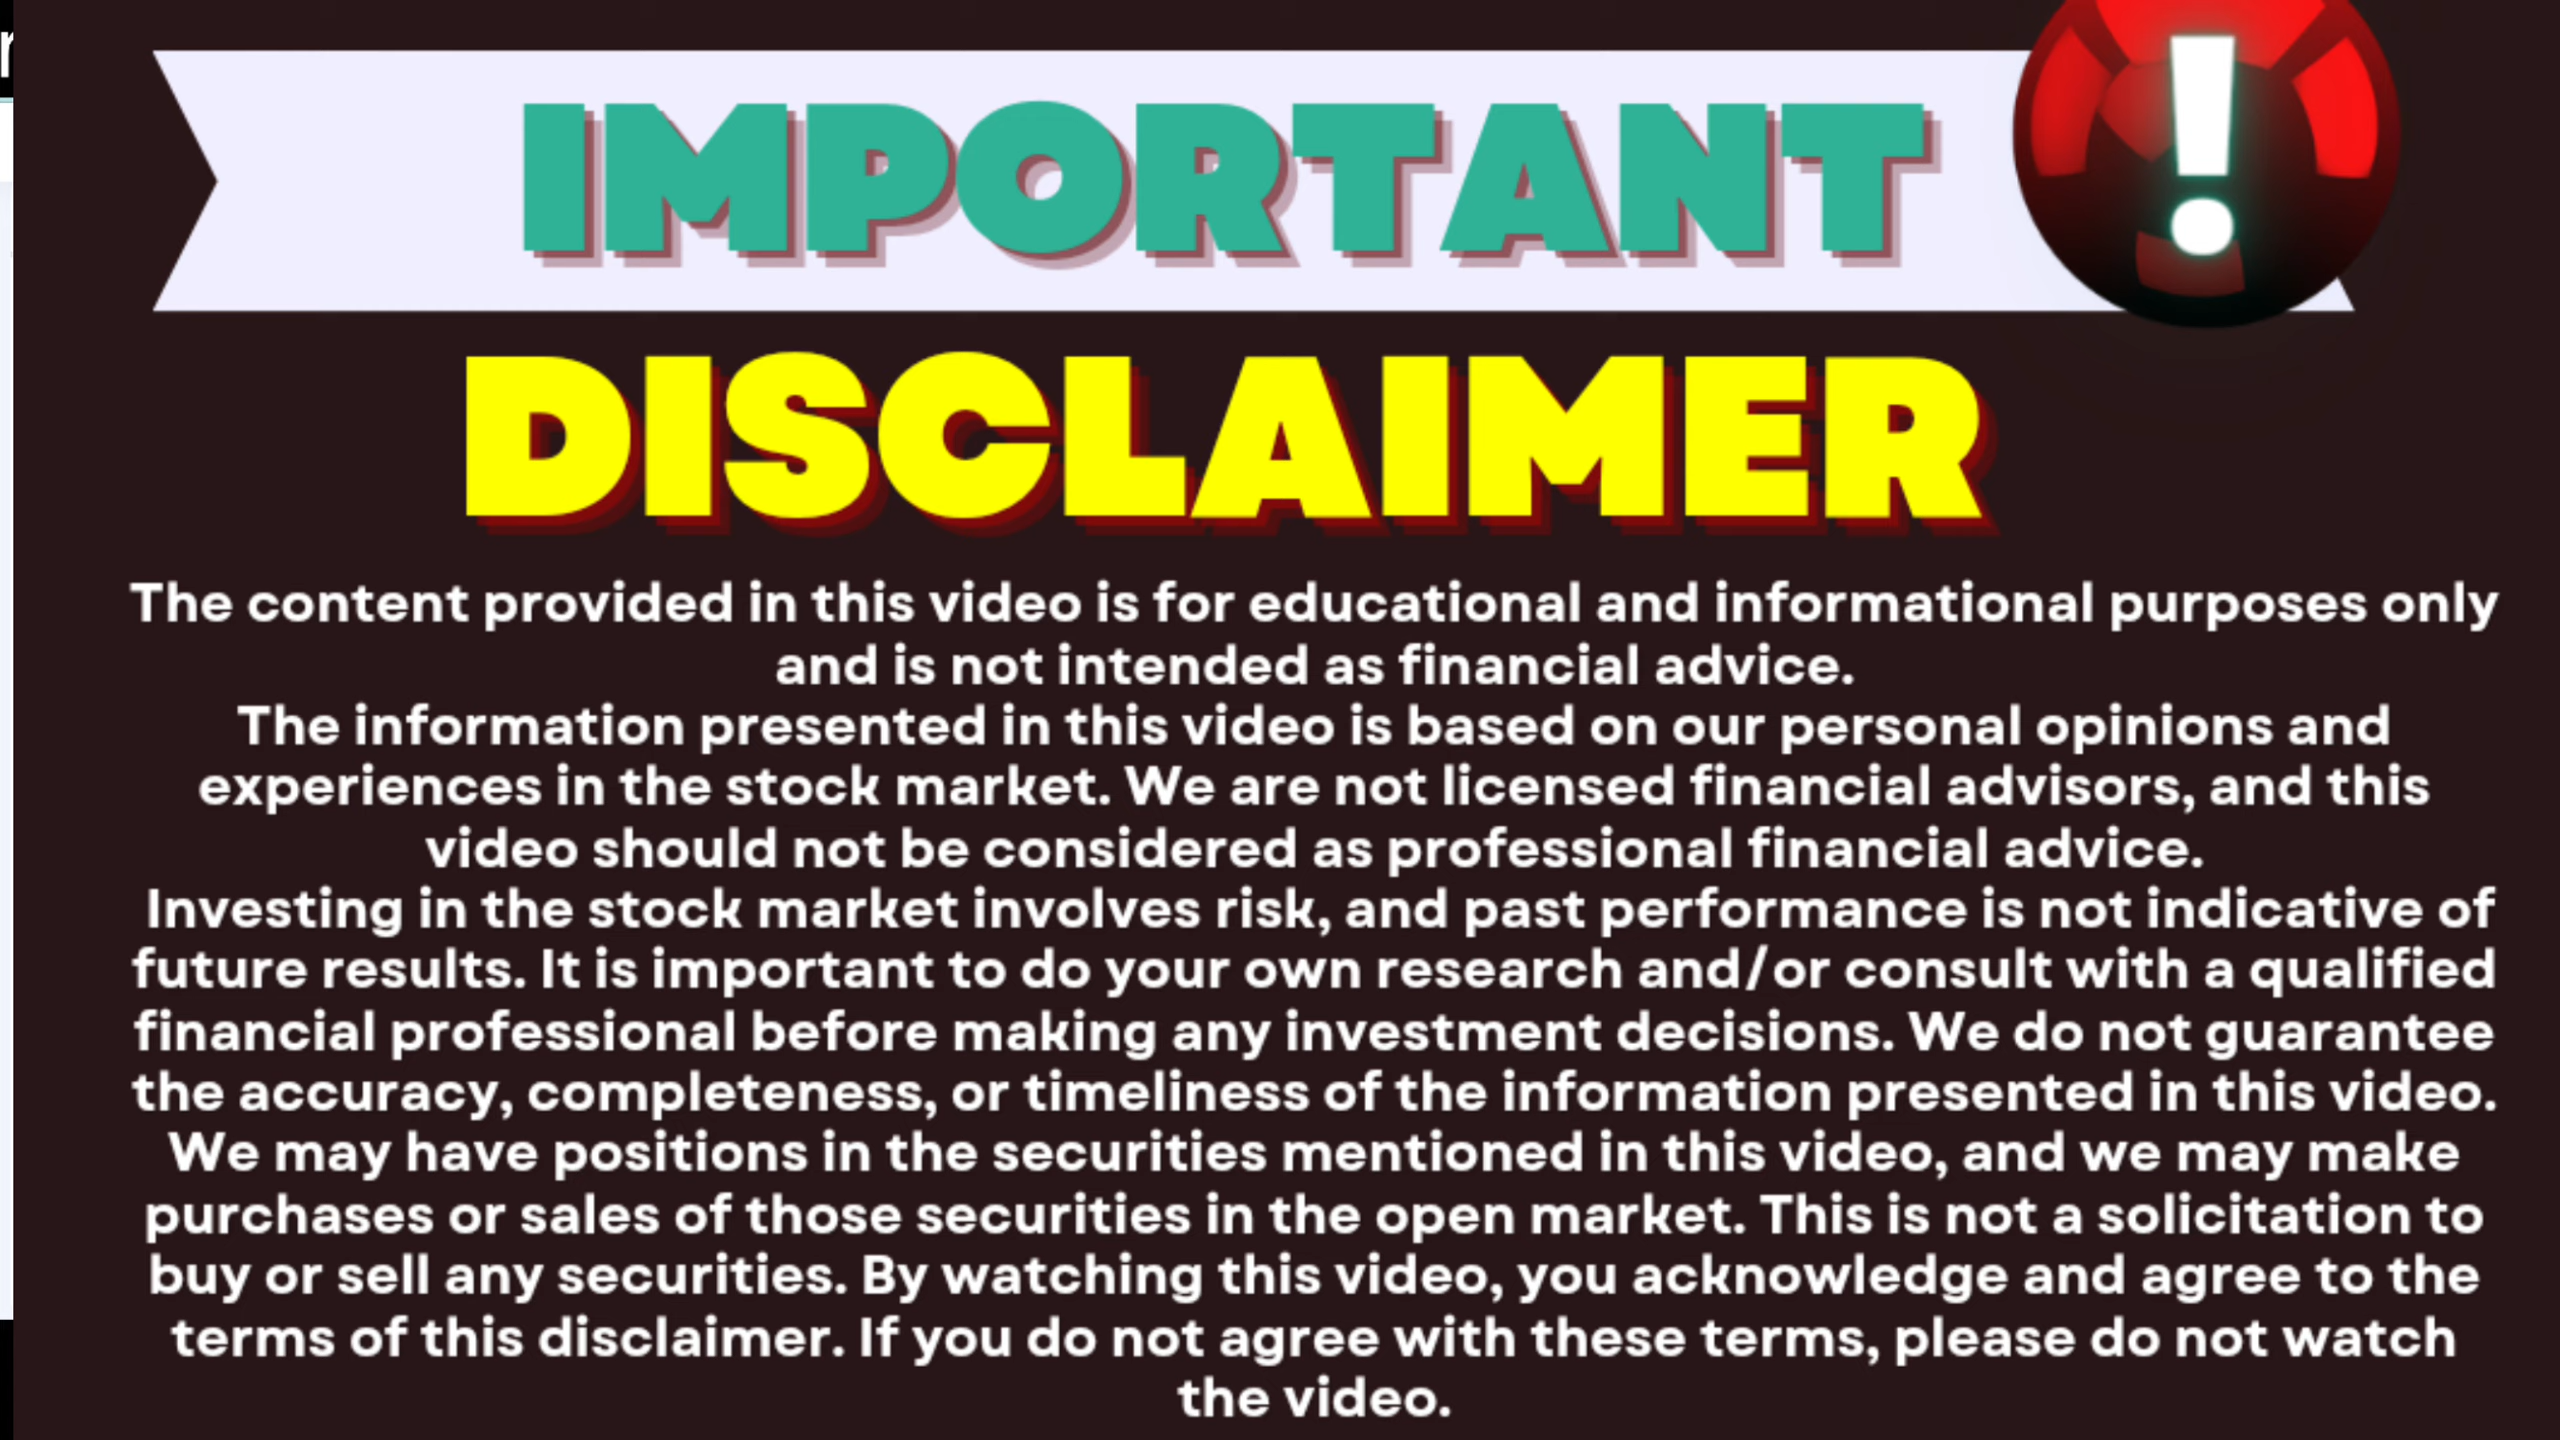 IMPORTANT
DISCLAIMER
The content provided in this video is for educational and informational purposes only
and is not intended as financial advice.
The information presented in this video is based on our personal opinions and
experiences in the stock market. We are not licensed financial advisors, and this
video should not be considered as professional financial advice.
Investing in the stock market involves risk, and past performance is not indicative of
future results. It is important to do your own research and/or consult with a qualified
financial professional before making any investment decisions. We do not guarantee
the accuracy, completeness, or timeliness of the information presented in this video.
We may have positions in the securities mentioned in this video, and we may make
purchases or sales of those securities in the open market. This is not a solicitation to
buy or sell any securities. By watching this video, you acknowledge and agree to the
terms of this disclaimer. If you do not agree with these terms, please do not watch
the video.